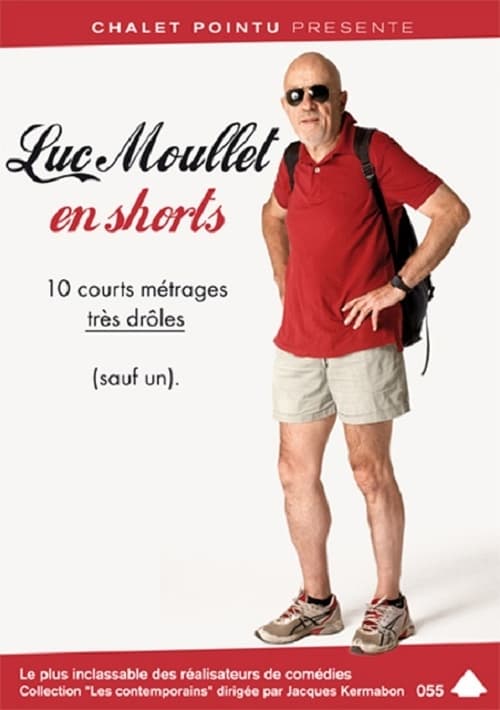 CHALET POINTU PRESENTE
Luc Moullet
en shorts
10 courts métrages
très drôles
(sauf un).
Le plus inclassable des réalisateurs de comédies
Collection "Les contemporains" dirigée par Jacques Kermabon 055